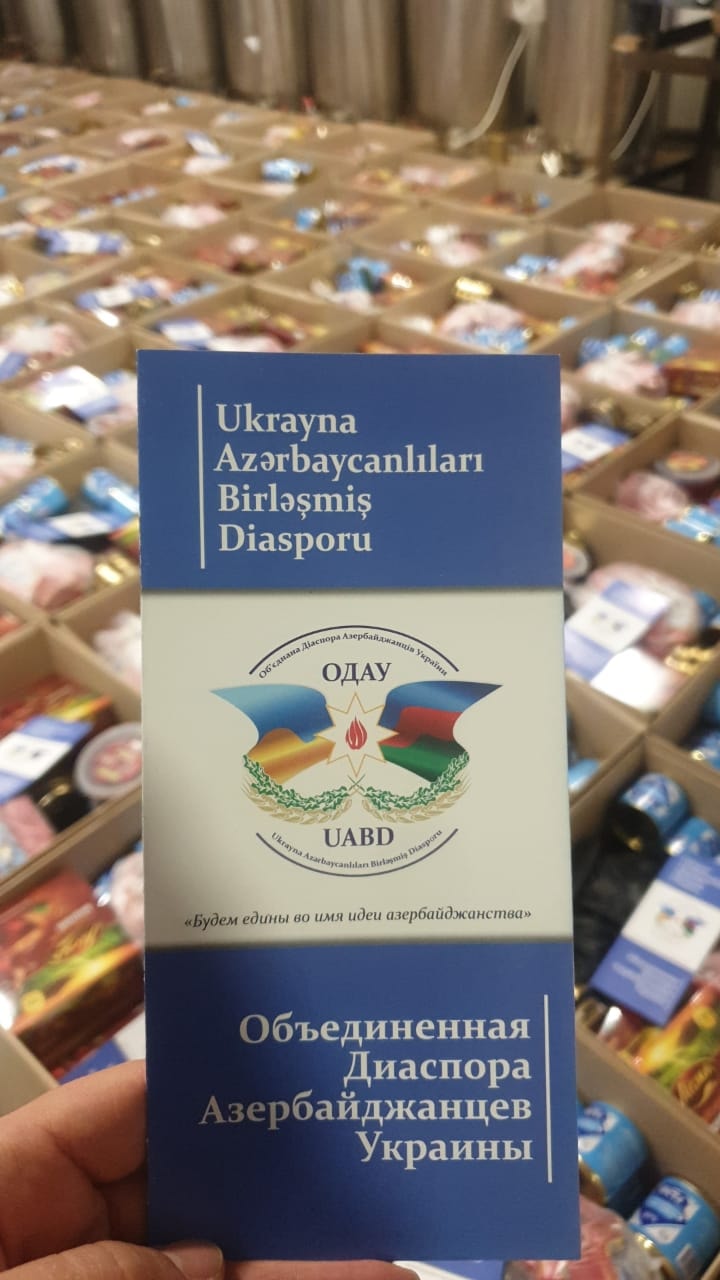 Ukrayna
Azərbaycanlıları
Birləşmiş
Diasporu
Об'єднана Діаспора Азербайджанців України
ОДАУ
UABD
Ukrayna Azərbaycanlıları Birləşmiş Diasporu
«Будем едины во имя идеи азербайджанства»
Объединенная
Диаспора
Азербайджанцев
Украины